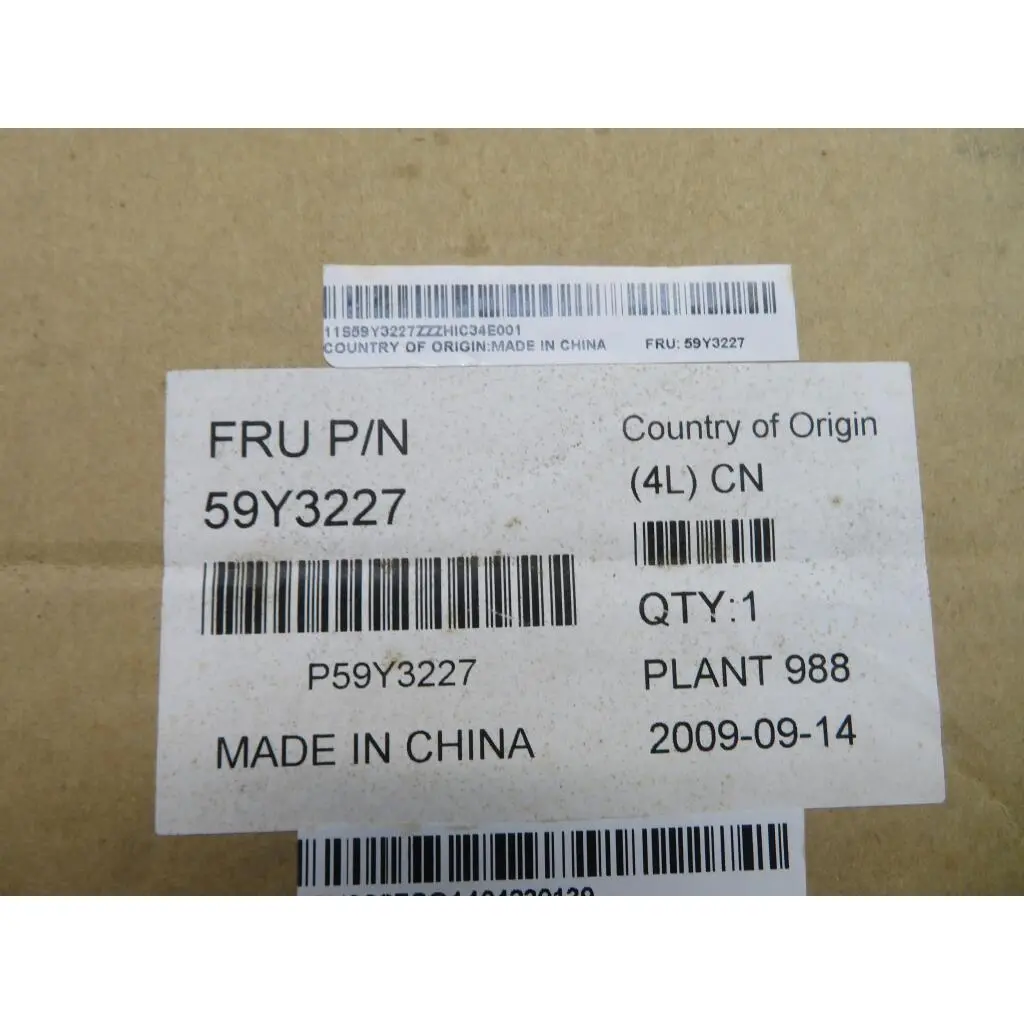 11S59Y3227ZZZHIC34E001
COUNTRY OF ORIGIN:MADE IN CHINA FRU: 59Y3227
FRU P/N
59Y3227
P59Y3227
MADE IN CHINA
Country of Origin
(4L) CN
QTY:1
PLANT 988
2009-09-14